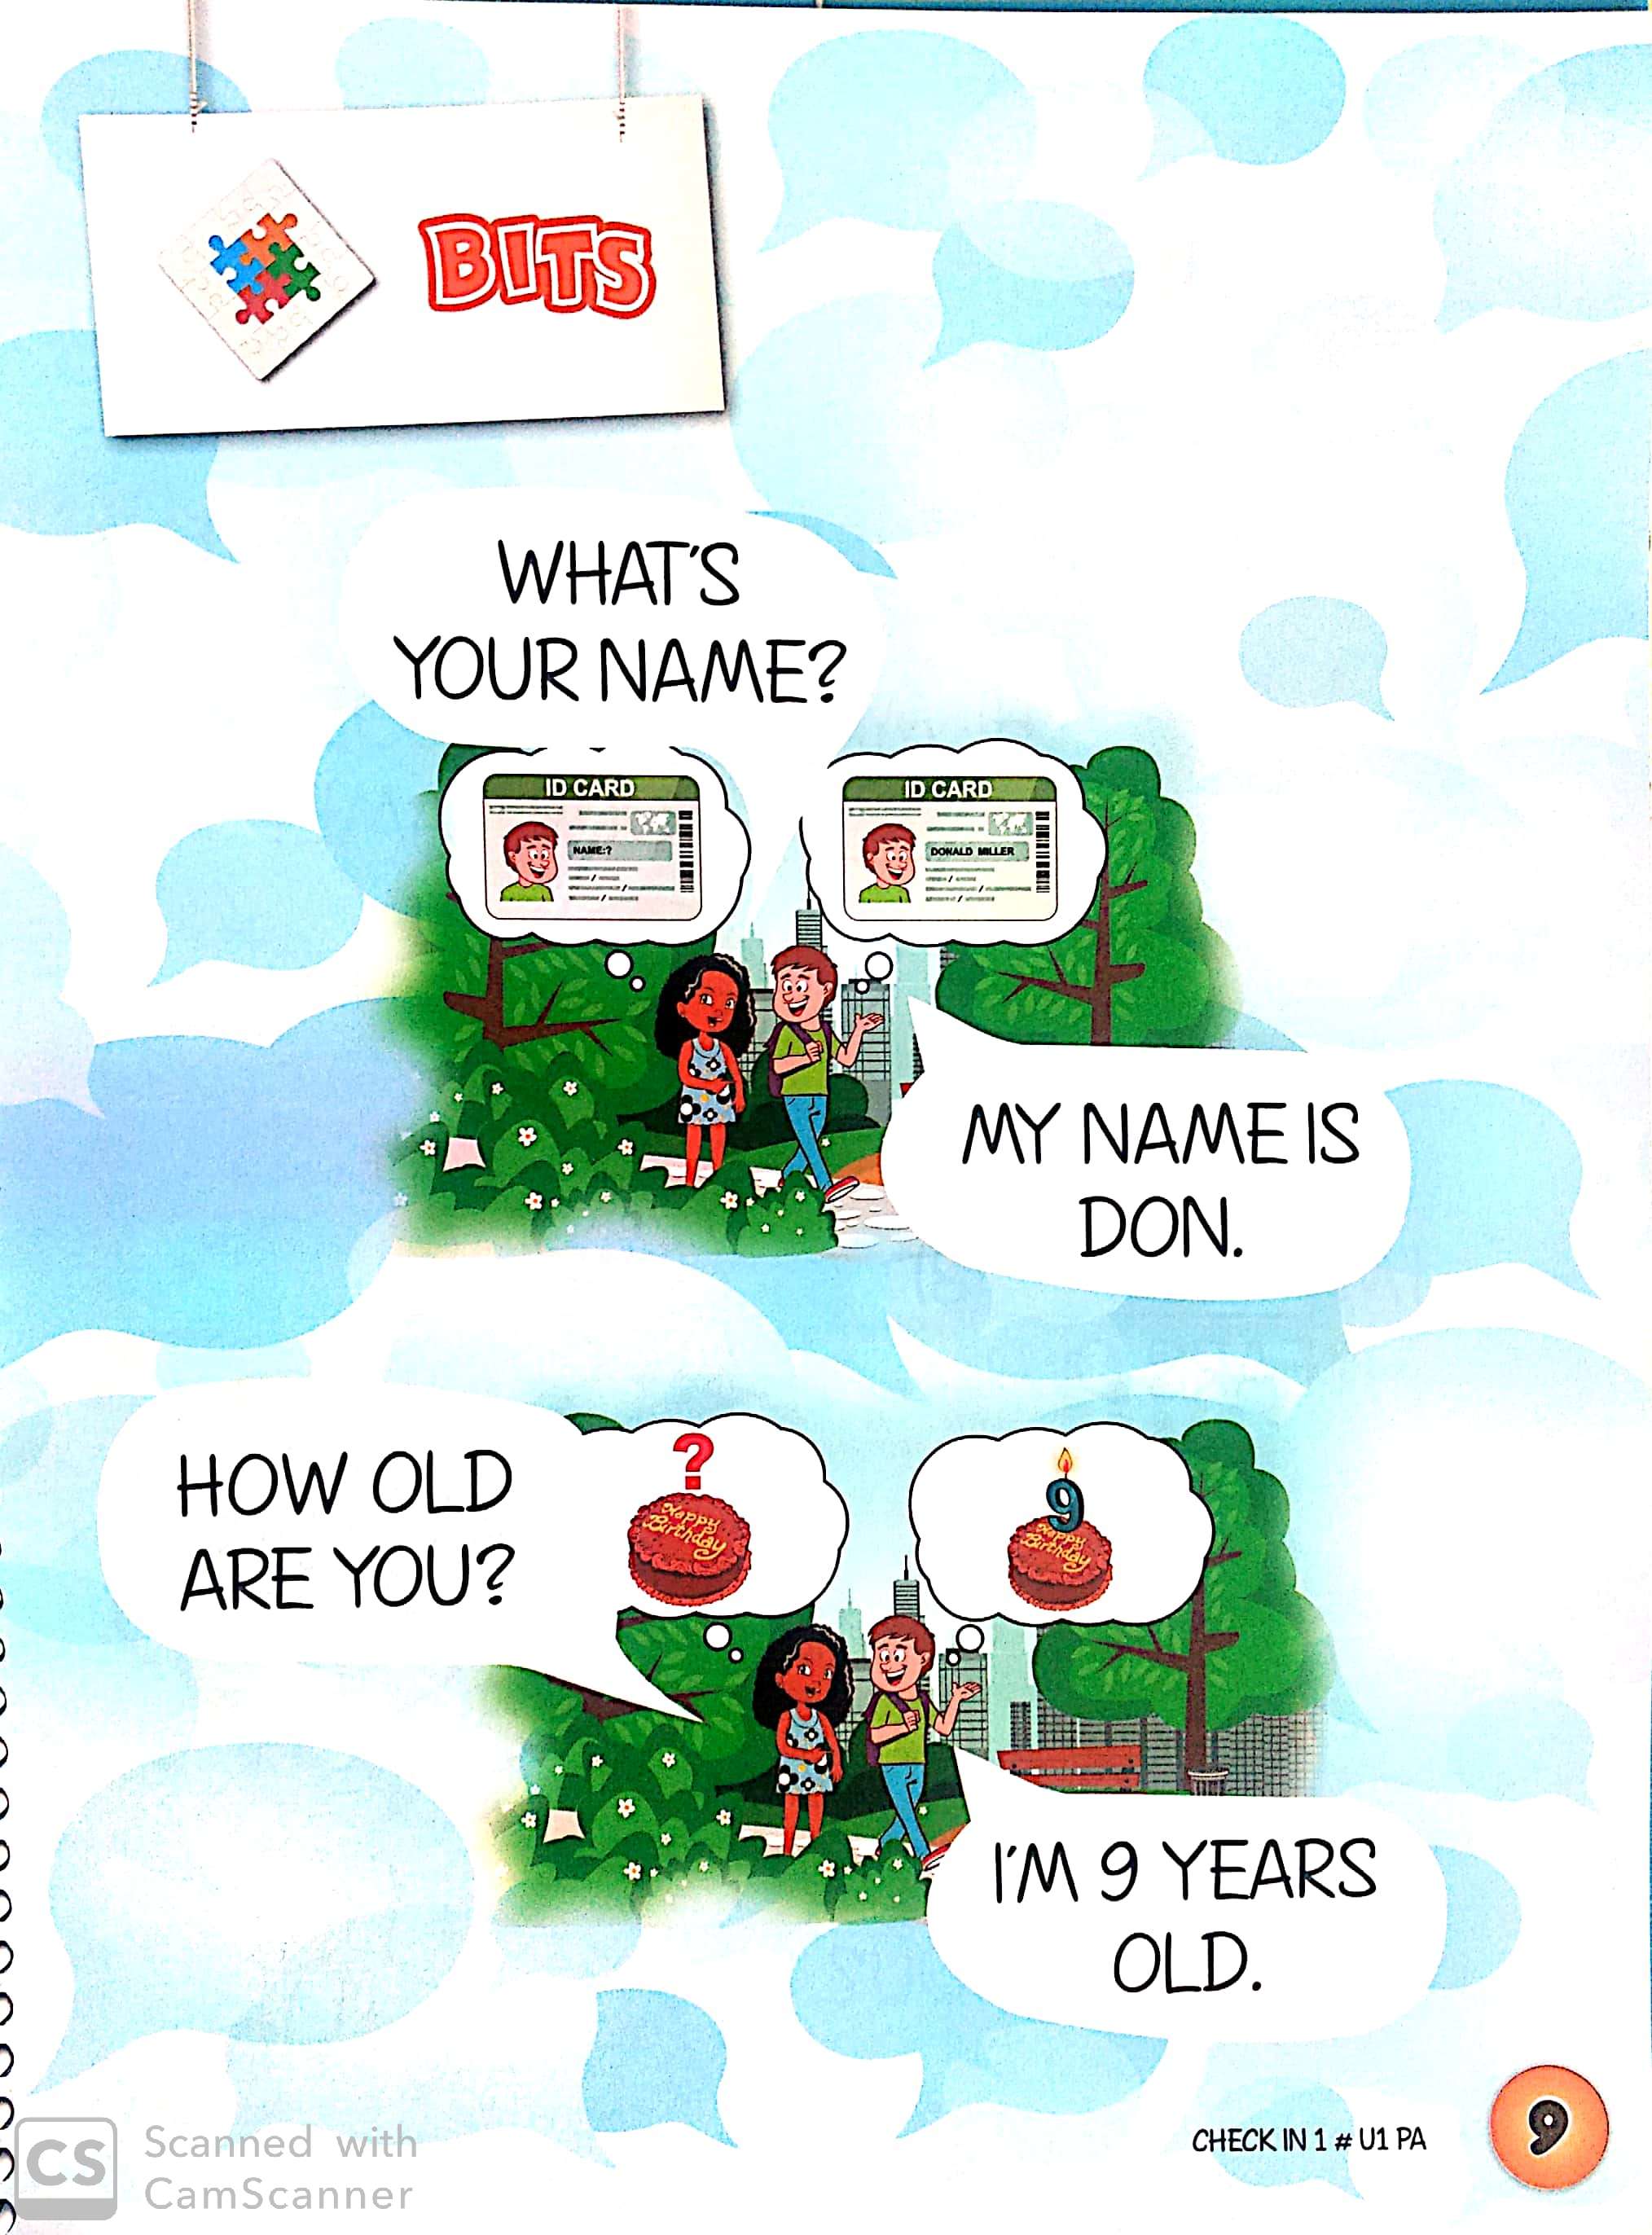 BITS
WHAT'S
YOUR NAME?
ID CARD
NAME:?
ID CARD
DONALD MILLER
MY NAME IS
DON.
HOW OLD
ARE YOU?
?
Happy
Birthday
9
Happy
Birthday
I'M 9 YEARS
OLD.
CHECK IN 1 # U1 PA
9
CS
Scanned with
CamScanner